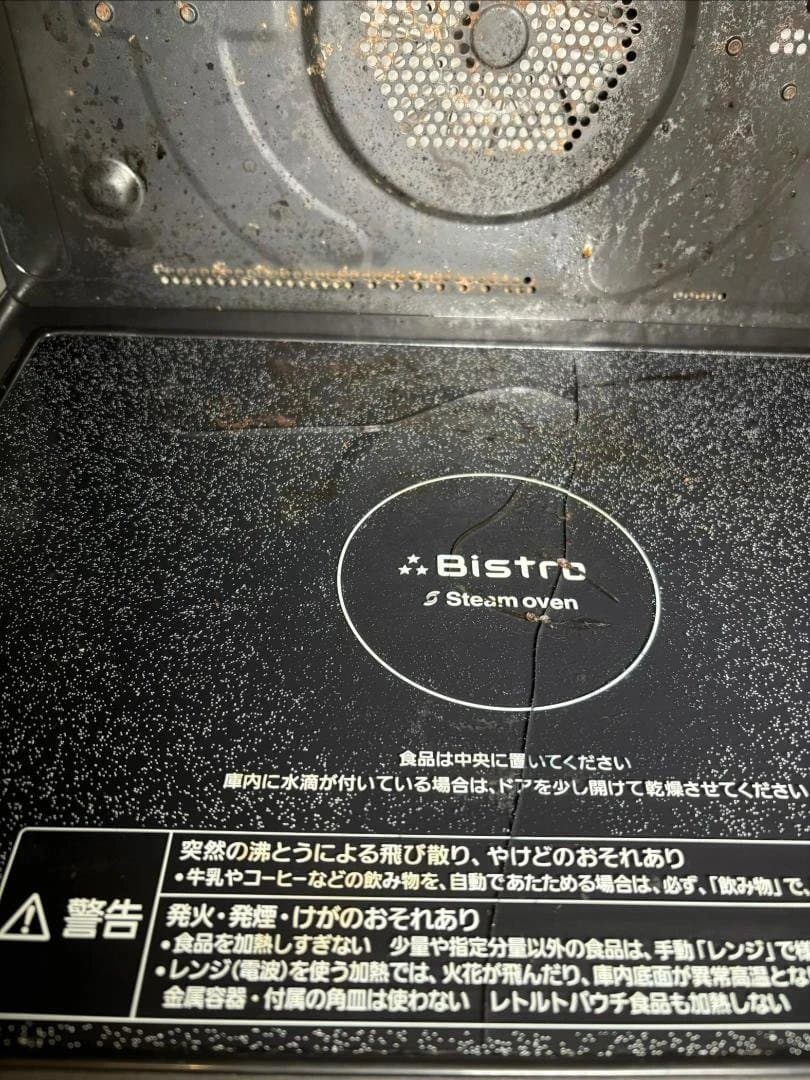 Bistro
Steam oven
食品は中央に置いてください
庫内に水滴が付いている場合は、ドアを少し開けて乾燥させてください
警告
突然の沸とうによる飛び散り、やけどのおそれあり
•牛乳やコーヒーなどの飲み物を、自動であたためる場合は、必ず、「飲み物」で、
発火・発煙・けがのおそれあり
•食品を加熱しすぎない 少量や指定分量以外の食品は、手動「レンジ」で様
•レンジ(電波)を使う加熱では、火花が飛んだり、庫内底面が異常高温とな
金属容器・付属の角皿は使わない レトルトパウチ食品も加熱しない